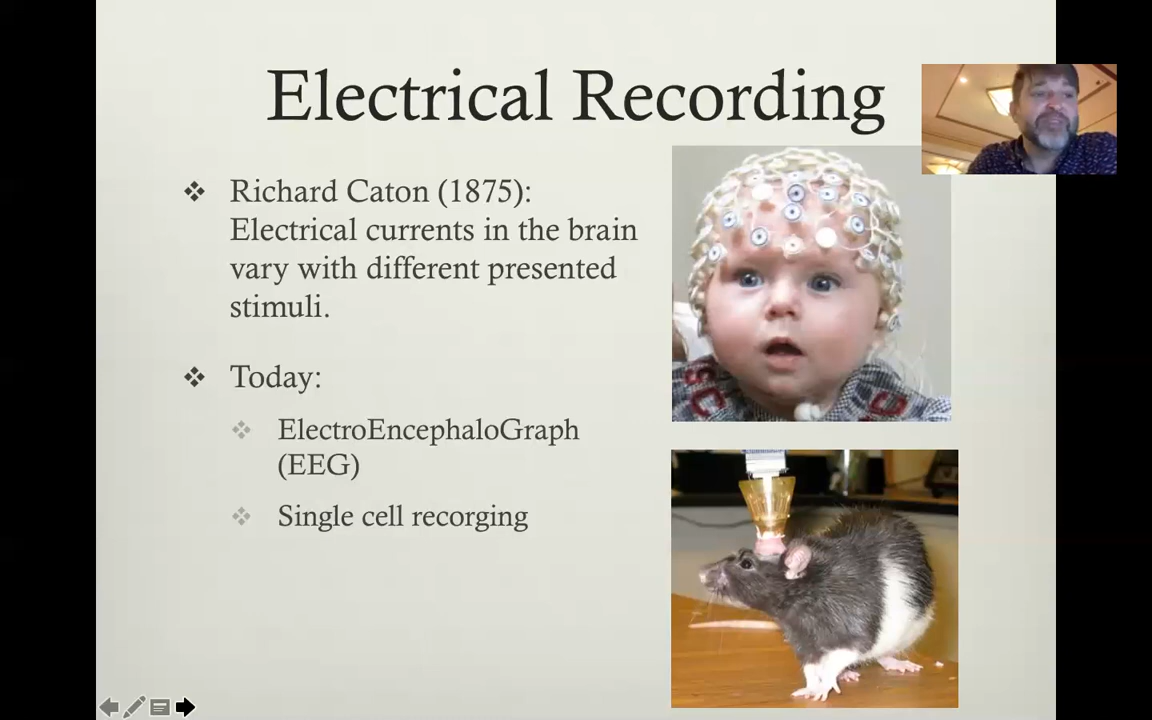 Electrical Recording
❖ Richard Caton (1875):
Electrical currents in the brain
vary with different presented
stimuli.
❖ Today:
❖ ElectroEncephaloGraph
(EEG)
❖ Single cell recorging
SC